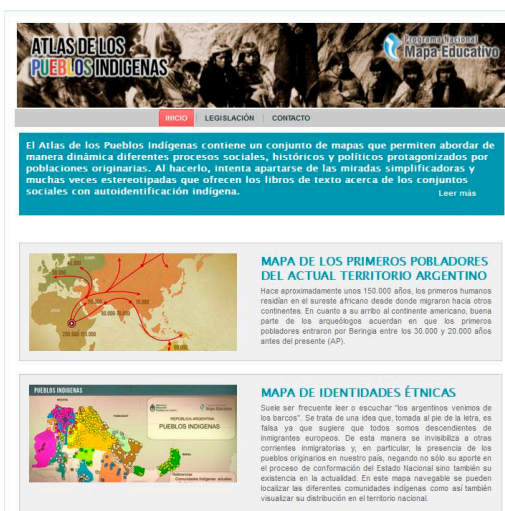 ATLAS DE LOS
PUEBLOS INDIGENAS
Programa Nacional
Mapa Educativo
INICIO
LEGISLACIÓN
CONTACTO
El Atlas de los Pueblos Indígenas contiene un conjunto de mapas que permiten abordar de
manera dinámica diferentes procesos sociales, históricos y políticos protagonizados por
poblaciones originarias. Al hacerlo, intenta apartarse de las miradas simplificadoras y
muchas veces estereotipadas que ofrecen los libros de texto acerca de los conjuntos
sociales con autoidentificación indígena.
Leer más
MAPA DE LOS PRIMEROS POBLADORES
DEL ACTUAL TERRITORIO ARGENTINO
Hace aproximadamente unos 150.000 años, los primeros humanos
residían en el sureste africano desde donde migraron hacia otros
continentes. En cuanto a su arribo al continente americano, buena
parte de los arqueólogos acuerdan en que los primeros
pobladores entraron por Beringia entre los 30.000 y 20.000 años
antes del presente (AP).
PUEBLOS INDIGENAS
Mapa Educativo
REPÚBLICA ARGENTINA
PUEBLOS INDIGENAS
Referencias
Comunidades Indígenas actuales
MAPA DE IDENTIDADES ÉTNICAS
Suele ser frecuente leer o escuchar "los argentinos venimos de
los barcos". Se trata de una idea que, tomada al pie de la letra, es
falsa ya que sugiere que todos somos descendientes de
inmigrantes europeos. De esta manera se invisibiliza a otras
corrientes inmigratorias y, en particular, la presencia de los
pueblos originarios en nuestro país, negando no sólo su aporte en
el proceso de conformación del Estado Nacional sino también su
existencia en la actualidad. En este mapa navegable se pueden
localizar las diferentes comunidades indígenas como así también
visualizar su distribución en el territorio nacional.